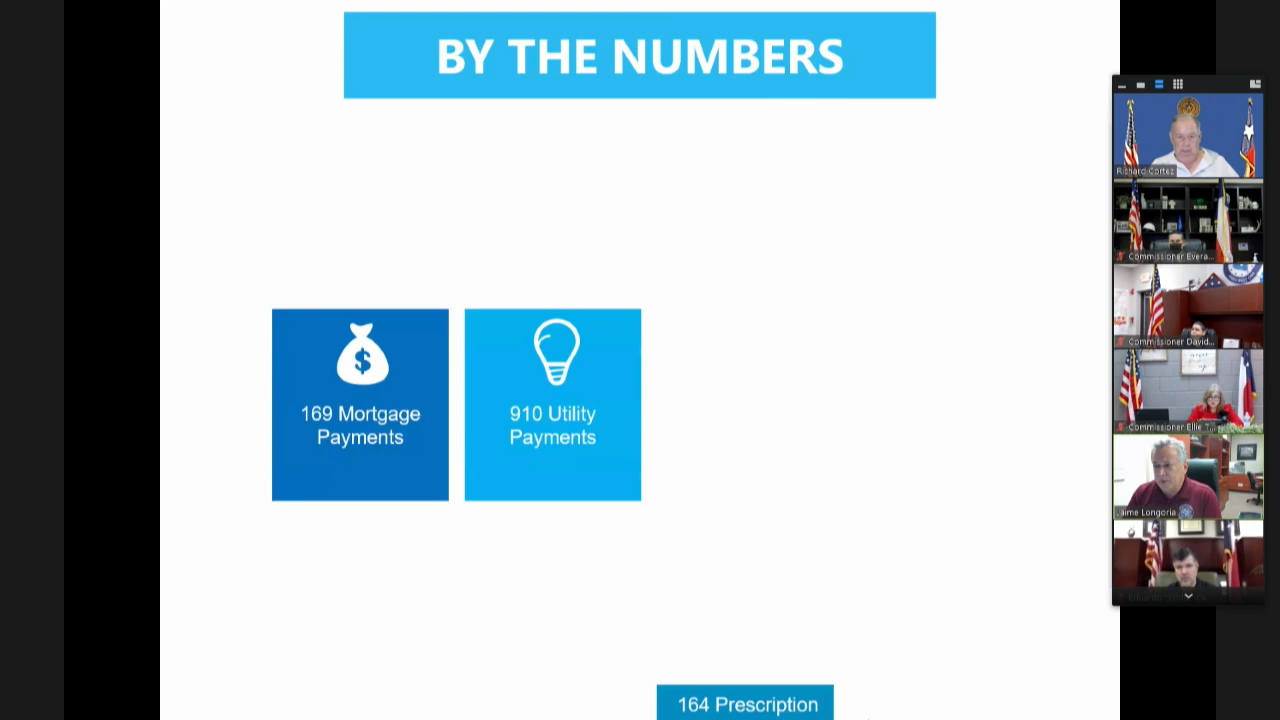 BY THE NUMBERS
169 Mortgage
Payments
910 Utility
Payments
164 Prescription
Richard Cortez
Commissioner Evera...
Commissioner David...
Commissioner Ellie T...
Jaime Longoria